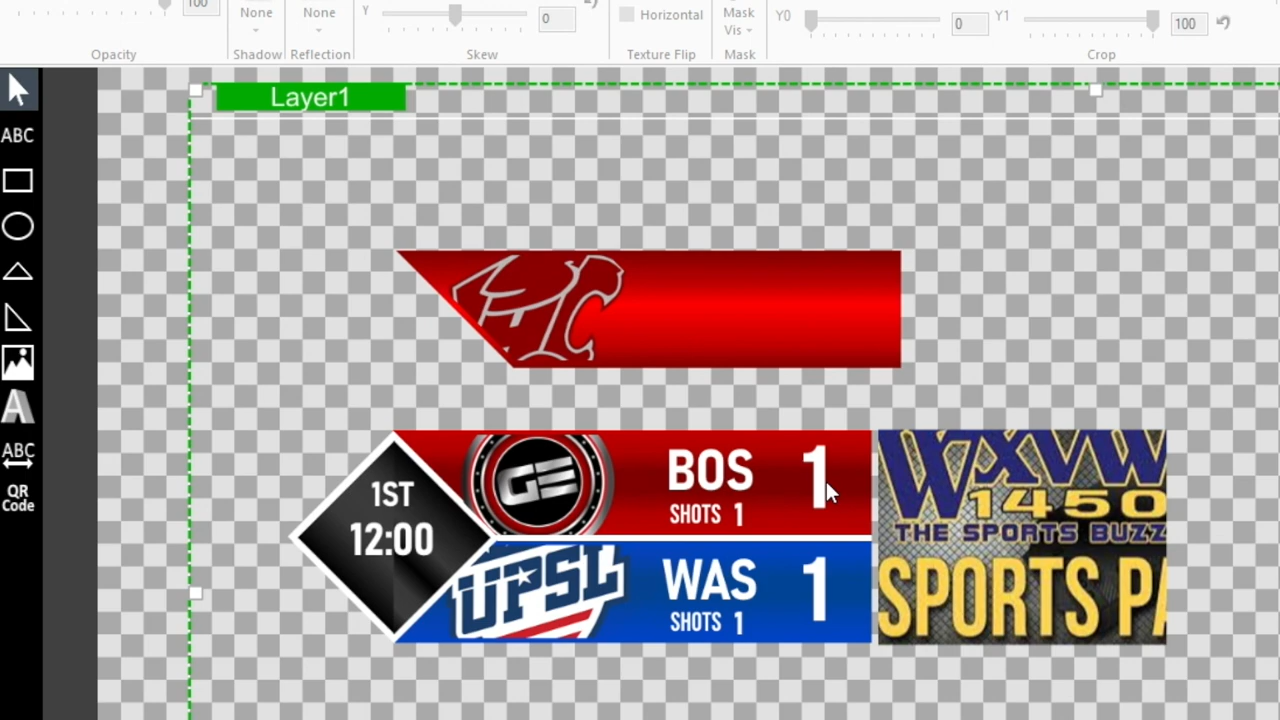 100
None
None
Y
0
Horizontal
Mask
Vis
Y0
0
Y1
100
Opacity
Shadow
Reflection
Skew
Texture Flip
Mask
Crop
Layer1
ABC
ABC
QR
Code
1ST
12:00
GE
BOS
1
SHOTS 1
UPSL
WAS
1
SHOTS 1
WXVW
1450
THE SPORTS BUZZ
SPORTS PA